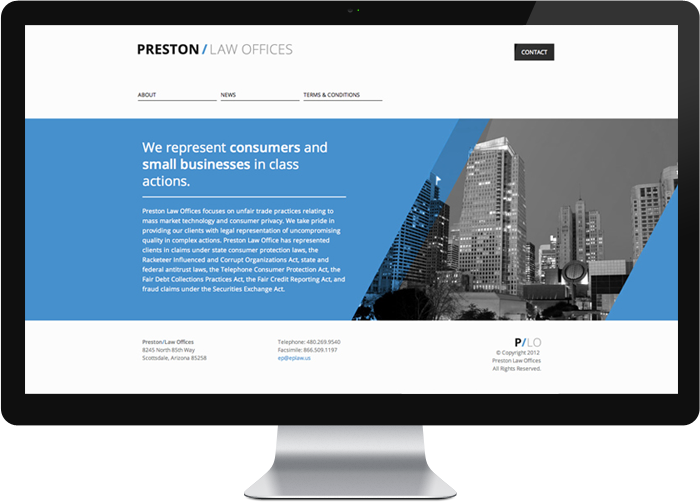 PRESTON / LAW OFFICES
CONTACT
ABOUT
NEWS
TERMS & CONDITIONS
We represent consumers and
small businesses in class
actions.
Preston Law Offices focuses on unfair trade practices relating to
mass market technology and consumer privacy. We take pride in
providing our clients with legal representation of uncompromising
quality in complex actions. Preston Law Office has represented
clients in claims under state consumer protection laws, the
Racketeer Influenced and Corrupt Organizations Act, state and
federal antitrust laws, the Telephone Consumer Protection Act, the
Fair Debt Collections Practices Act, the Fair Credit Reporting Act, and
fraud claims under the Securities Exchange Act.
Preston/Law Offices
8245 North 85th Way
Scottsdale, Arizona 85258
Telephone: 480.269.9540
Facsimile: 866.509.1197
ep@eplaw.us
P/LO
© Copyright 2012
Preston Law Offices
All Rights Reserved.